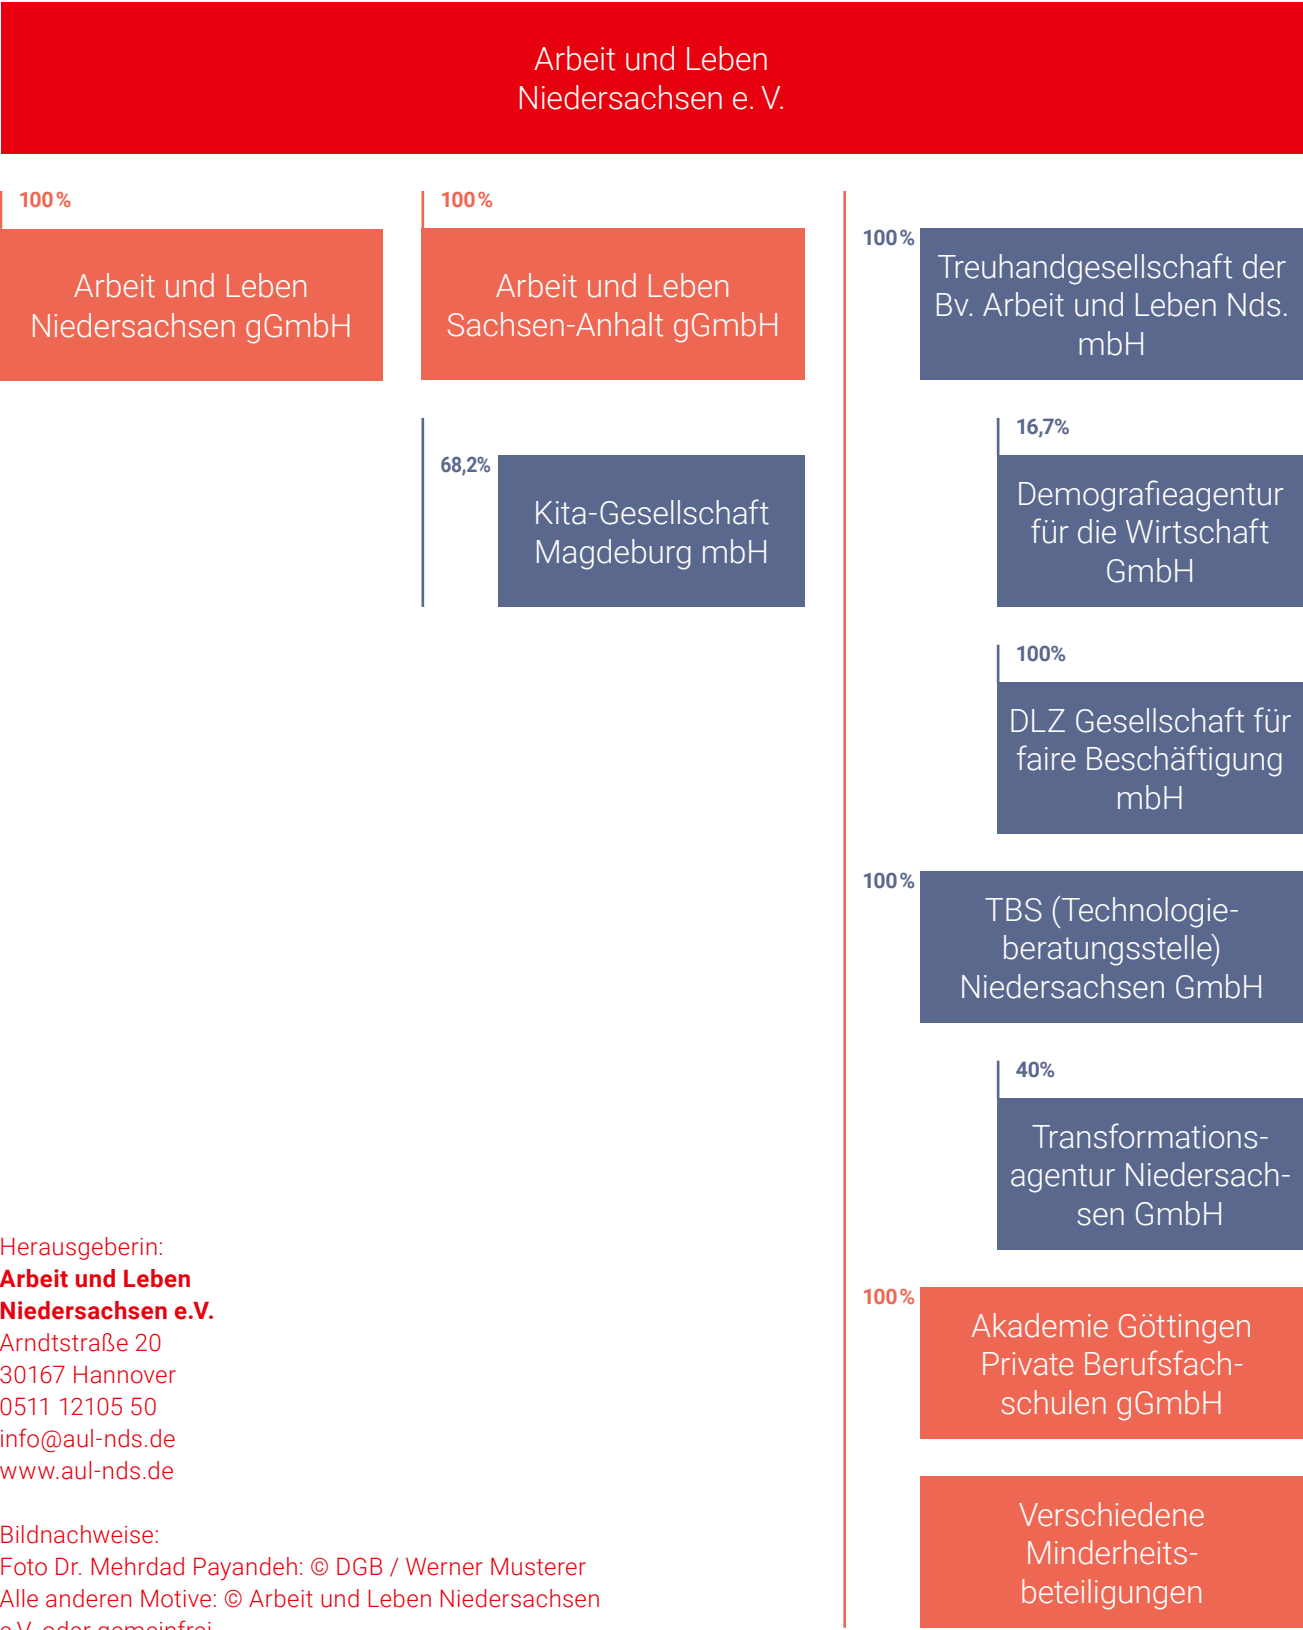 Arbeit und Leben
Niedersachsen e. V.
100 %
Arbeit und Leben
Niedersachsen gGmbH
100 %
Arbeit und Leben
Sachsen-Anhalt gGmbH
68,2%
Kita-Gesellschaft
Magdeburg mbH
100 %
Treuhandgesellschaft der
Bv. Arbeit und Leben Nds.
mbH
16,7%
Demografieagentur
für die Wirtschaft
GmbH
100%
DLZ Gesellschaft für
faire Beschäftigung
mbH
100 %
TBS (Technologie-
beratungsstelle)
Niedersachsen GmbH
40%
Transformations-
agentur Niedersach-
sen GmbH
100 %
Akademie Göttingen
Private Berufsfach-
schulen gGmbH
Verschiedene
Minderheits-
beteiligungen
Herausgeberin:
Arbeit und Leben
Niedersachsen e.V.
Arndtstraße 20
30167 Hannover
0511 12105 50
info@aul-nds.de
www.aul-nds.de
Bildnachweise:
Foto Dr. Mehrdad Payandeh: © DGB / Werner Musterer
Alle anderen Motive: © Arbeit und Leben Niedersachsen
e.V. oder gemeinfrei